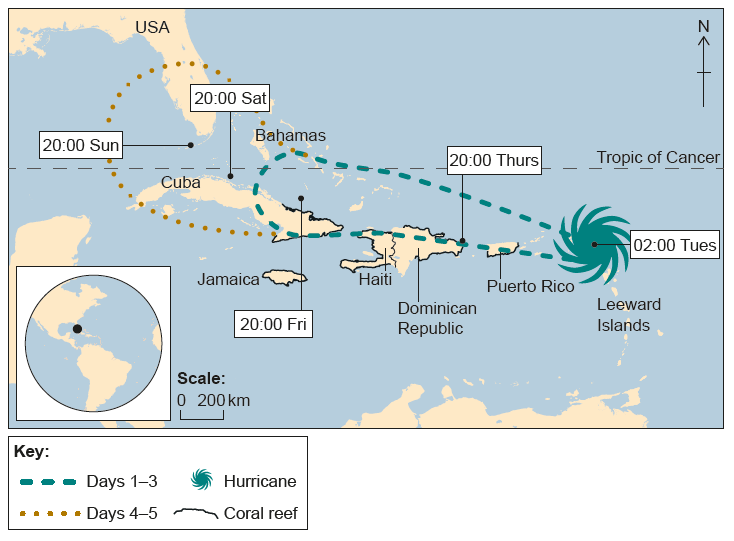 USA
N
20:00 Sat
20:00 Sun
Bahamas
20:00 Thurs
Tropic of Cancer
Cuba
02:00 Tues
Jamaica
Haiti
Puerto Rico
Dominican
Republic
Leeward
Islands
20:00 Fri
Scale:
0 200 km
Key:
Days 1–3
Hurricane
Days 4–5
Coral reef